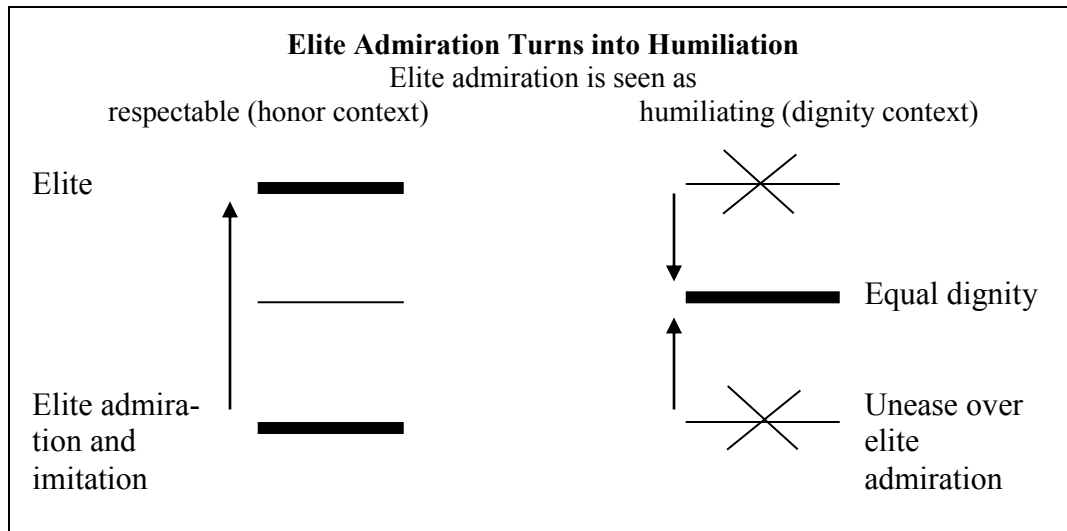 Elite Admiration Turns into Humiliation
Elite admiration is seen as
respectable (honor context) humiliating (dignity context)
Elite
Equal dignity
Elite admira-
tion and
imitation
Unease over
elite
admiration